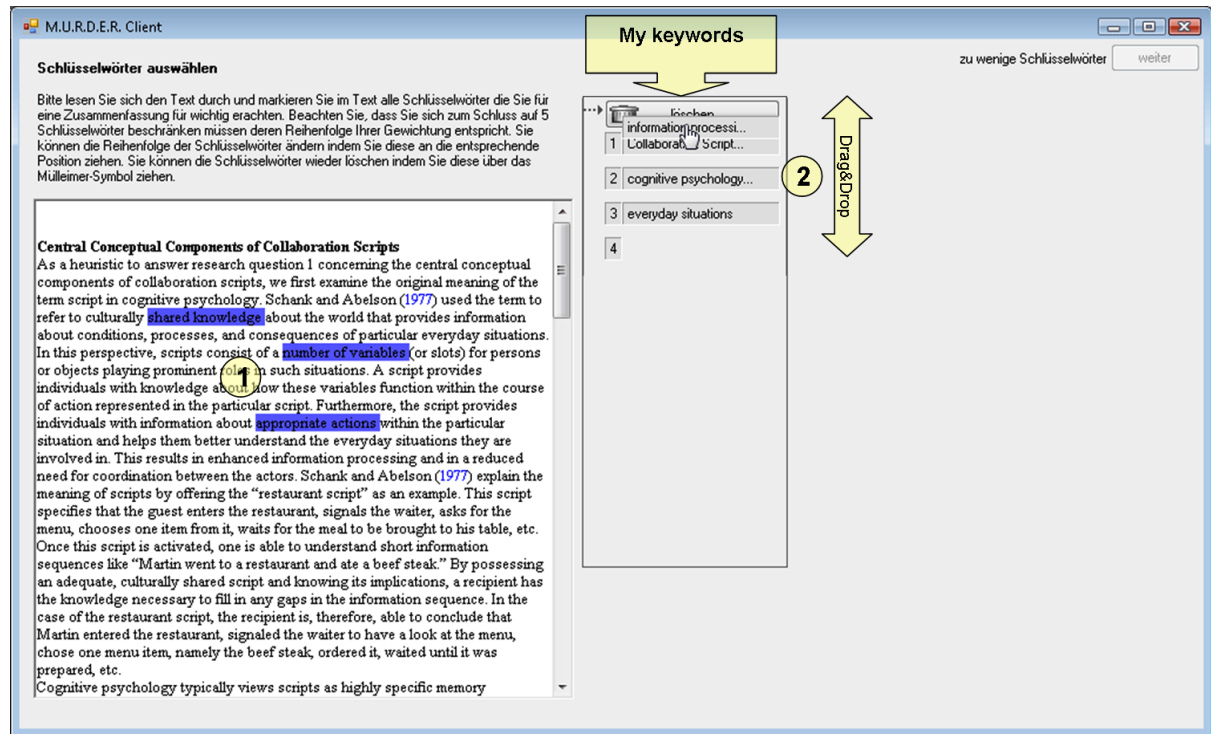 M.U.R.D.E.R. Client
My keywords
zu wenige Schlüsselwörter weiter
Schlüsselwörter auswählen
Bitte lesen Sie sich den Text durch und markieren Sie im Text alle Schlüsselwörter die Sie für
eine Zusammenfassung für wichtig erachten. Beachten Sie, dass Sie sich zum Schluss auf 5
Schlüsselwörter beschränken müssen deren Reihenfolge Ihrer Gewichtung entspricht. Sie
können die Reihenfolge der Schlüsselwörter ändern indem Sie diese an die entsprechende
Position ziehen. Sie können die Schlüsselwörter wieder löschen indem Sie diese über das
Mülleimer-Symbol ziehen.
Central Conceptual Components of Collaboration Scripts
As a heuristic to answer research question 1 concerning the central conceptual
components of collaboration scripts, we first examine the original meaning of the
term script in cognitive psychology. Schank and Abelson (1977) used the term to
refer to culturally shared knowledge about the world that provides information
about conditions, processes, and consequences of particular everyday situations.
In this perspective, scripts consist of a number of variables (or slots) for persons
or objects playing prominent roles in such situations. A script provides
individuals with knowledge about how these variables function within the course
of action represented in the particular script. Furthermore, the script provides
individuals with information about appropriate actions within the particular
situation and helps them better understand the everyday situations they are
involved in. This results in enhanced information processing and in a reduced
need for coordination between the actors. Schank and Abelson (1977) explain the
meaning of scripts by offering the “restaurant script” as an example. This script
specifies that the guest enters the restaurant, signals the waiter, asks for the
menu, chooses one item from it, waits for the meal to be brought to his table, etc.
Once this script is activated, one is able to understand short information
sequences like “Martin went to a restaurant and ate a beef steak.” By possessing
an adequate, culturally shared script and knowing its implications, a recipient has
the knowledge necessary to fill in any gaps in the information sequence. In the
case of the restaurant script, the recipient is, therefore, able to conclude that
Martin entered the restaurant, signaled the waiter to have a look at the menu,
chose one menu item, namely the beef steak, ordered it, waited until it was
prepared, etc.
Cognitive psychology typically views scripts as highly specific memory
1
löschen
information processi...
1 Collaboration Script...
2 cognitive psychology...
3 everyday situations
4
2
Drag&Drop